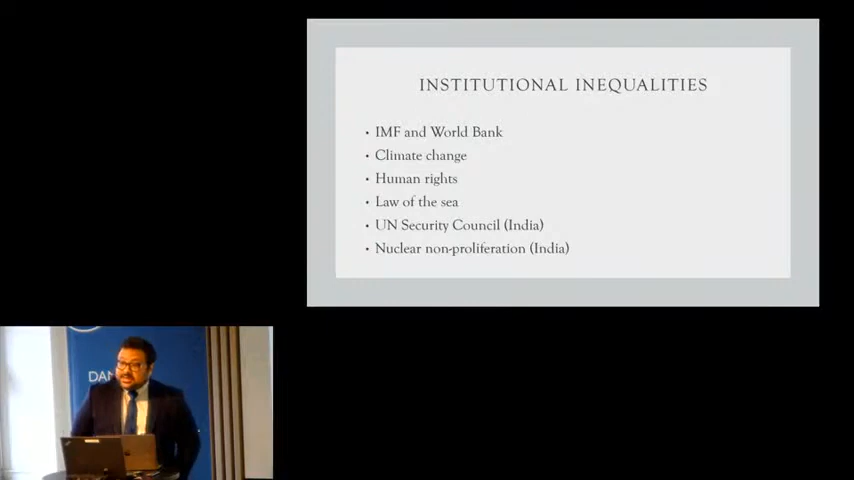 INSTITUTIONAL INEQUALITIES
• IMF and World Bank
• Climate change
• Human rights
• Law of the sea
• UN Security Council (India)
• Nuclear non-proliferation (India)
DAN